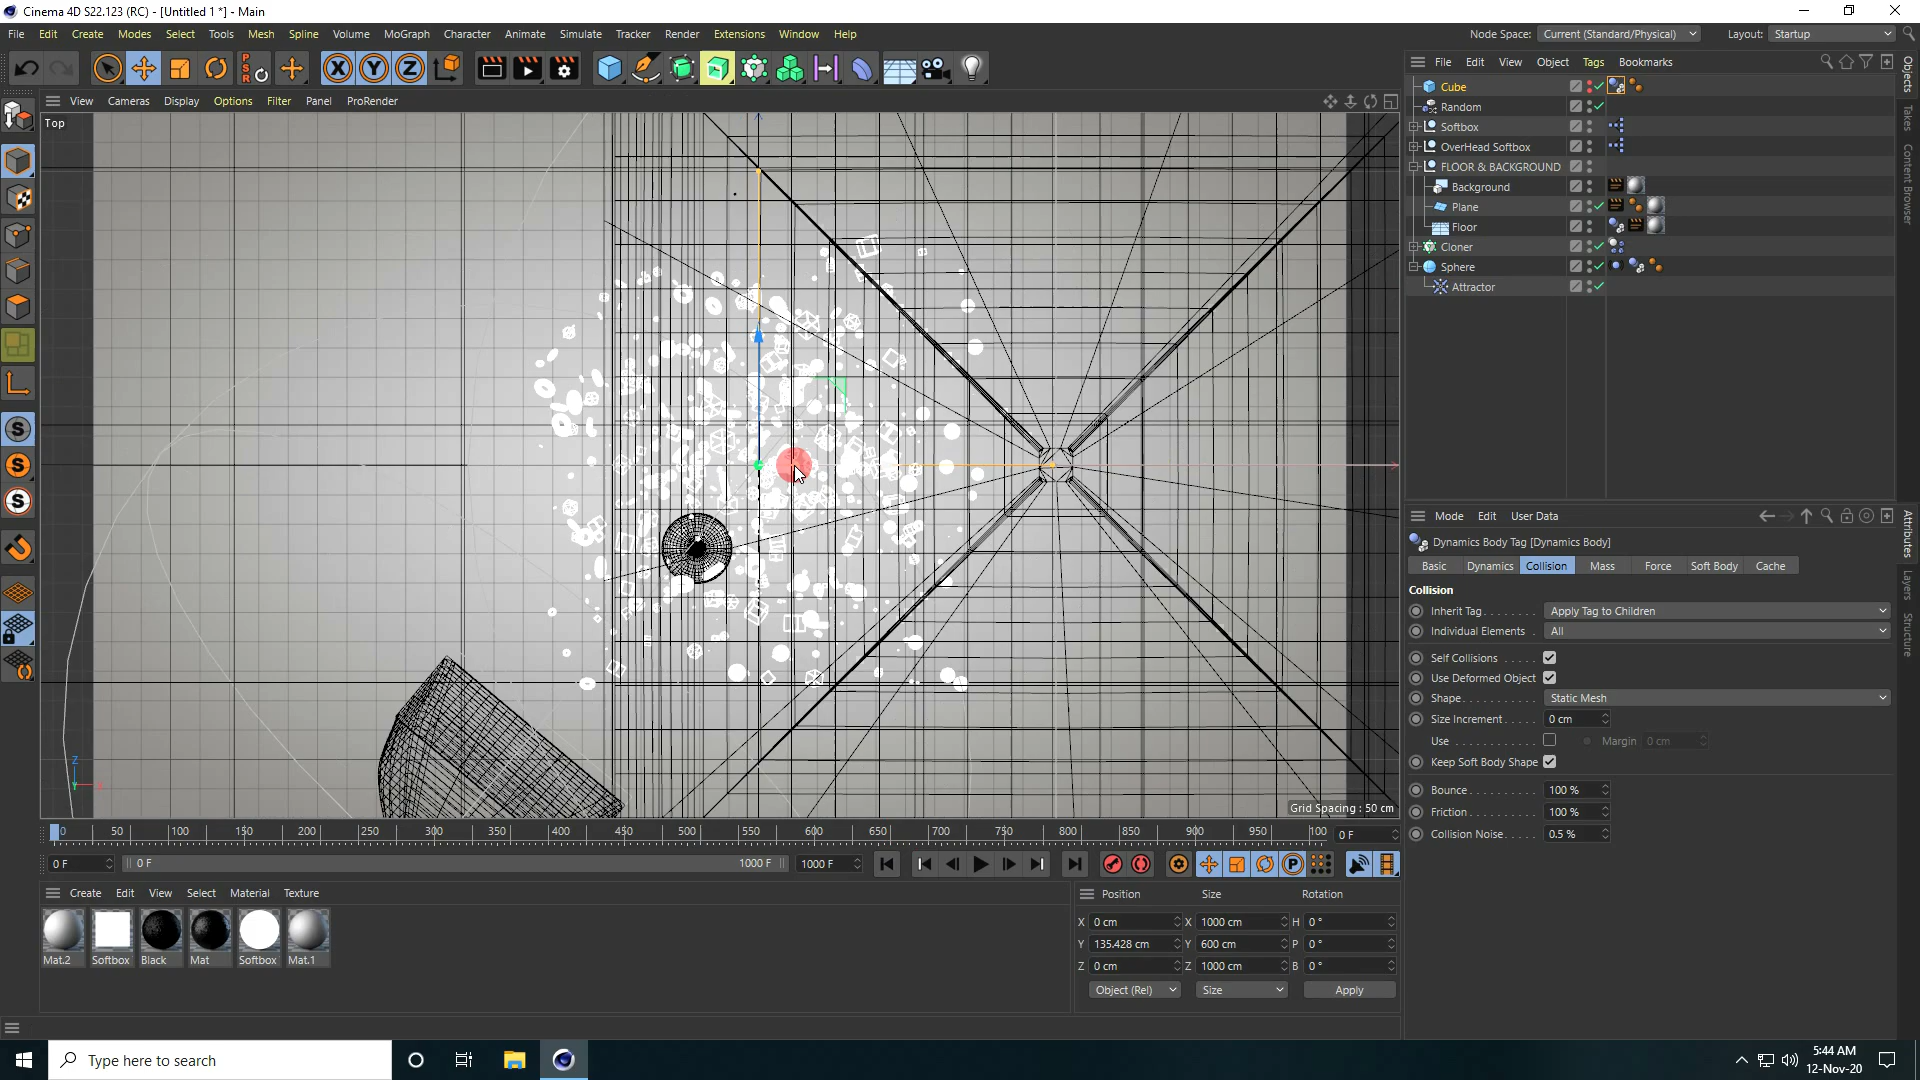 Cinema 4D S22.123 (RC) - [Untitled 1 *] - Main
File Edit Create Modes Select Tools Mesh Spline Volume MoGraph Character Animate Simulate Tracker Render Extensions Window Help
Node Space: Current (Standard/Physical) Layout: Startup
File Edit View Object Tags Bookmarks
View Cameras Display Options Filter Panel ProRender
Top
Cube
Random
Softbox
OverHead Softbox
FLOOR & BACKGROUND
Background
Plane
Floor
Cloner
Sphere
Attractor
Objects
Takes
Content Browser
Attributes
Layers
Structure
Mode Edit User Data
Dynamics Body Tag [Dynamics Body]
Basic Dynamics Collision Mass Force Soft Body Cache
Collision
Inherit Tag . . . . . . . . Apply Tag to Children
Individual Elements . All
Self Collisions . . . . .
Use Deformed Object
Shape. . . . . . . . . . . Static Mesh
Size Increment. . . . . 0 cm
Use . . . . . . . . . . . . Margin 0 cm
Keep Soft Body Shape
Bounce. . . . . . . . . . 100 %
Friction . . . . . . . . . . 100 %
Collision Noise. . . . . 0.5 %
Grid Spacing : 50 cm
0 50 100 150 200 250 300 350 400 450 500 550 600 650 700 750 800 850 900 950 100 0 F
0 F 0 F 1000 F 1000 F
Create Edit View Select Material Texture
Mat.2 Softbox Black Mat Softbox Mat.1
Position Size Rotation
X 0 cm X 1000 cm H 0 °
Y 135.428 cm Y 600 cm P 0 °
Z 0 cm Z 1000 cm B 0 °
Object (Rel) Size Apply
Z
Type here to search
5:44 AM
12-Nov-20